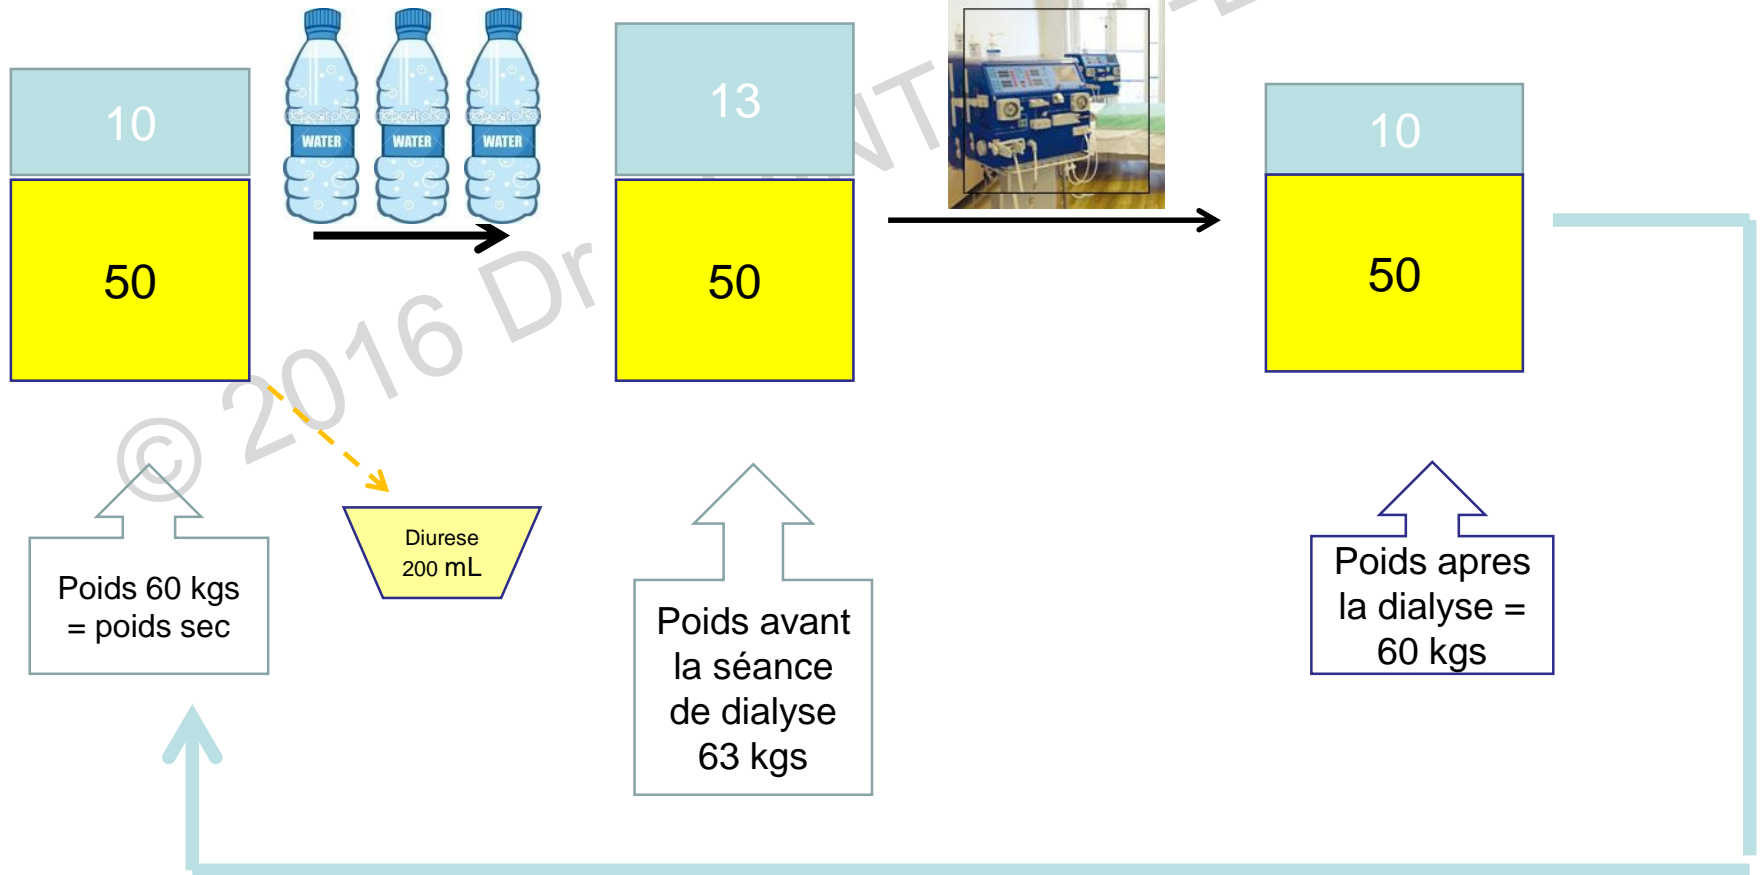 10
50
WATER
WATER
WATER
13
50
10
50
Diurese
200 mL
Poids 60 kgs
= poids sec
Poids avant
la séance
de dialyse
63 kgs
Poids apres
la dialyse =
60 kgs
© 2016 Dr